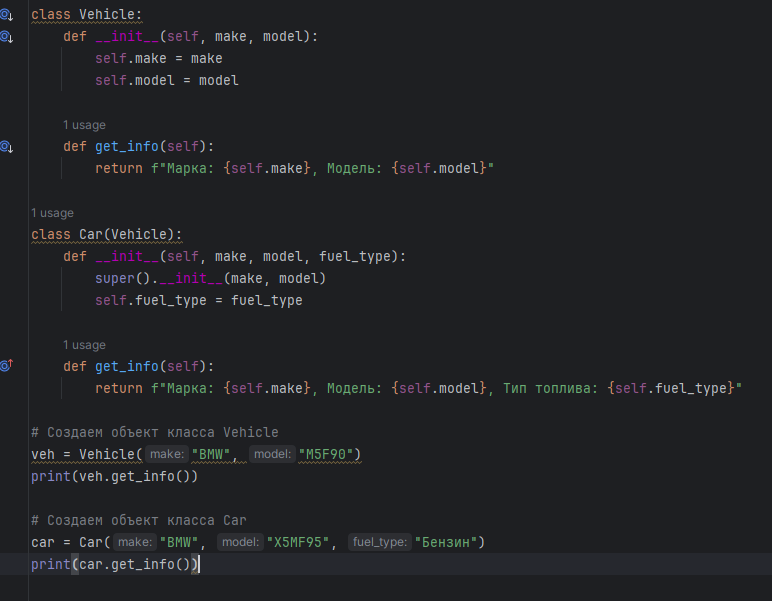 class Vehicle:
def __init__(self, make, model):
self.make = make
self.model = model
1 usage
def get_info(self):
return f"Марка: {self.make}, Модель: {self.model}"
1 usage
class Car(Vehicle):
def __init__(self, make, model, fuel_type):
super().__init__(make, model)
self.fuel_type = fuel_type
1 usage
def get_info(self):
return f"Марка: {self.make}, Модель: {self.model}, Тип топлива: {self.fuel_type}"
# Создаем объект класса Vehicle
veh = Vehicle( make: "BMW", model: "M5F90")
print(veh.get_info())
# Создаем объект класса Car
car = Car( make: "BMW", model: "X5MF95", fuel_type: "Бензин")
print(car.get_info())